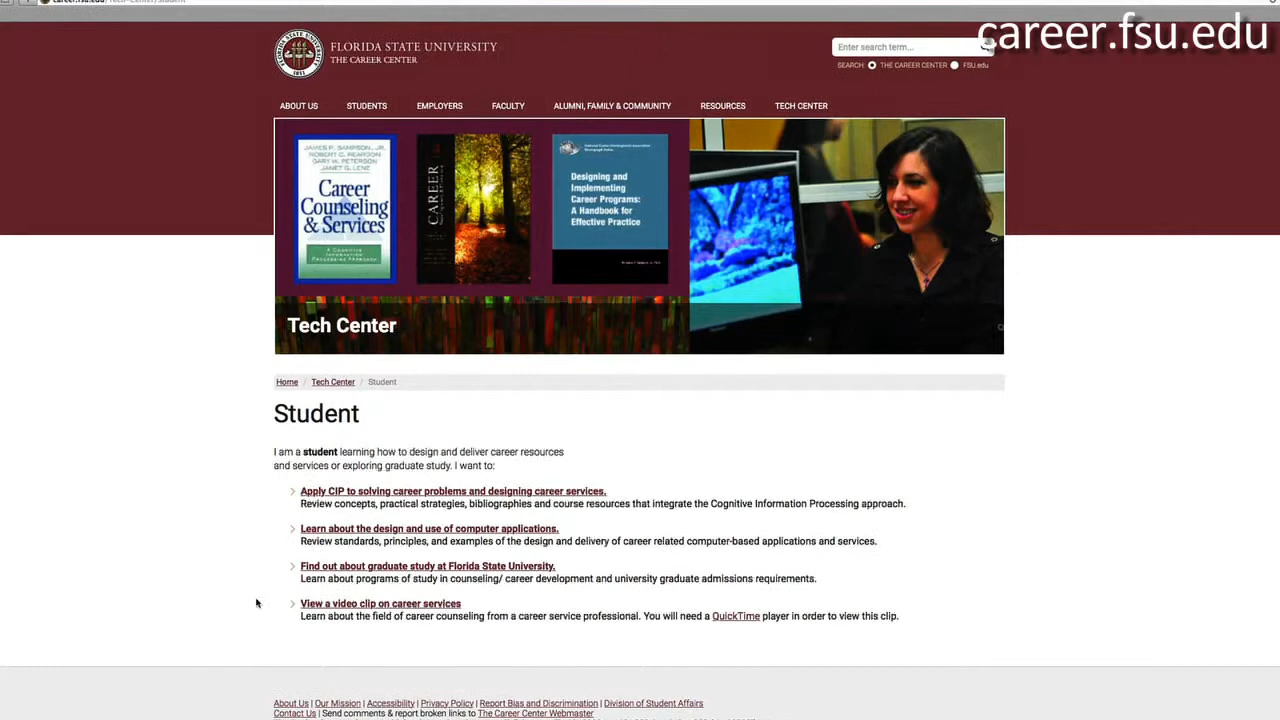 career.fsu.edu
FLORIDA STATE UNIVERSITY
THE CAREER CENTER
Enter search term...
SEARCH: THE CAREER CENTER FSU.edu
ABOUT US STUDENTS EMPLOYERS FACULTY ALUMNI, FAMILY & COMMUNITY RESOURCES TECH CENTER
JAMES P. SAMPSON, JR.
ROBERT C. REARDON
GARY W. PETERSON
JANET G. LENZ
Career
Counseling
& Services
A COGNITIVE
INFORMATION
PROCESSING APPROACH
CAREER
Designing and
Implementing
Career Programs:
A Handbook for
Effective Practice
Tech Center
Home / Tech Center / Student
Student
I am a student learning how to design and deliver career resources
and services or exploring graduate study. I want to:
Apply CIP to solving career problems and designing career services.
Review concepts, practical strategies, bibliographies and course resources that integrate the Cognitive Information Processing approach.
Learn about the design and use of computer applications.
Review standards, principles, and examples of the design and delivery of career related computer-based applications and services.
Find out about graduate study at Florida State University.
Learn about programs of study in counseling/ career development and university graduate admissions requirements.
View a video clip on career services
Learn about the field of career counseling from a career service professional. You will need a QuickTime player in order to view this clip.
About Us | Our Mission | Accessibility | Privacy Policy | Report Bias and Discrimination | Division of Student Affairs
Contact Us | Send comments & report broken links to The Career Center Webmaster